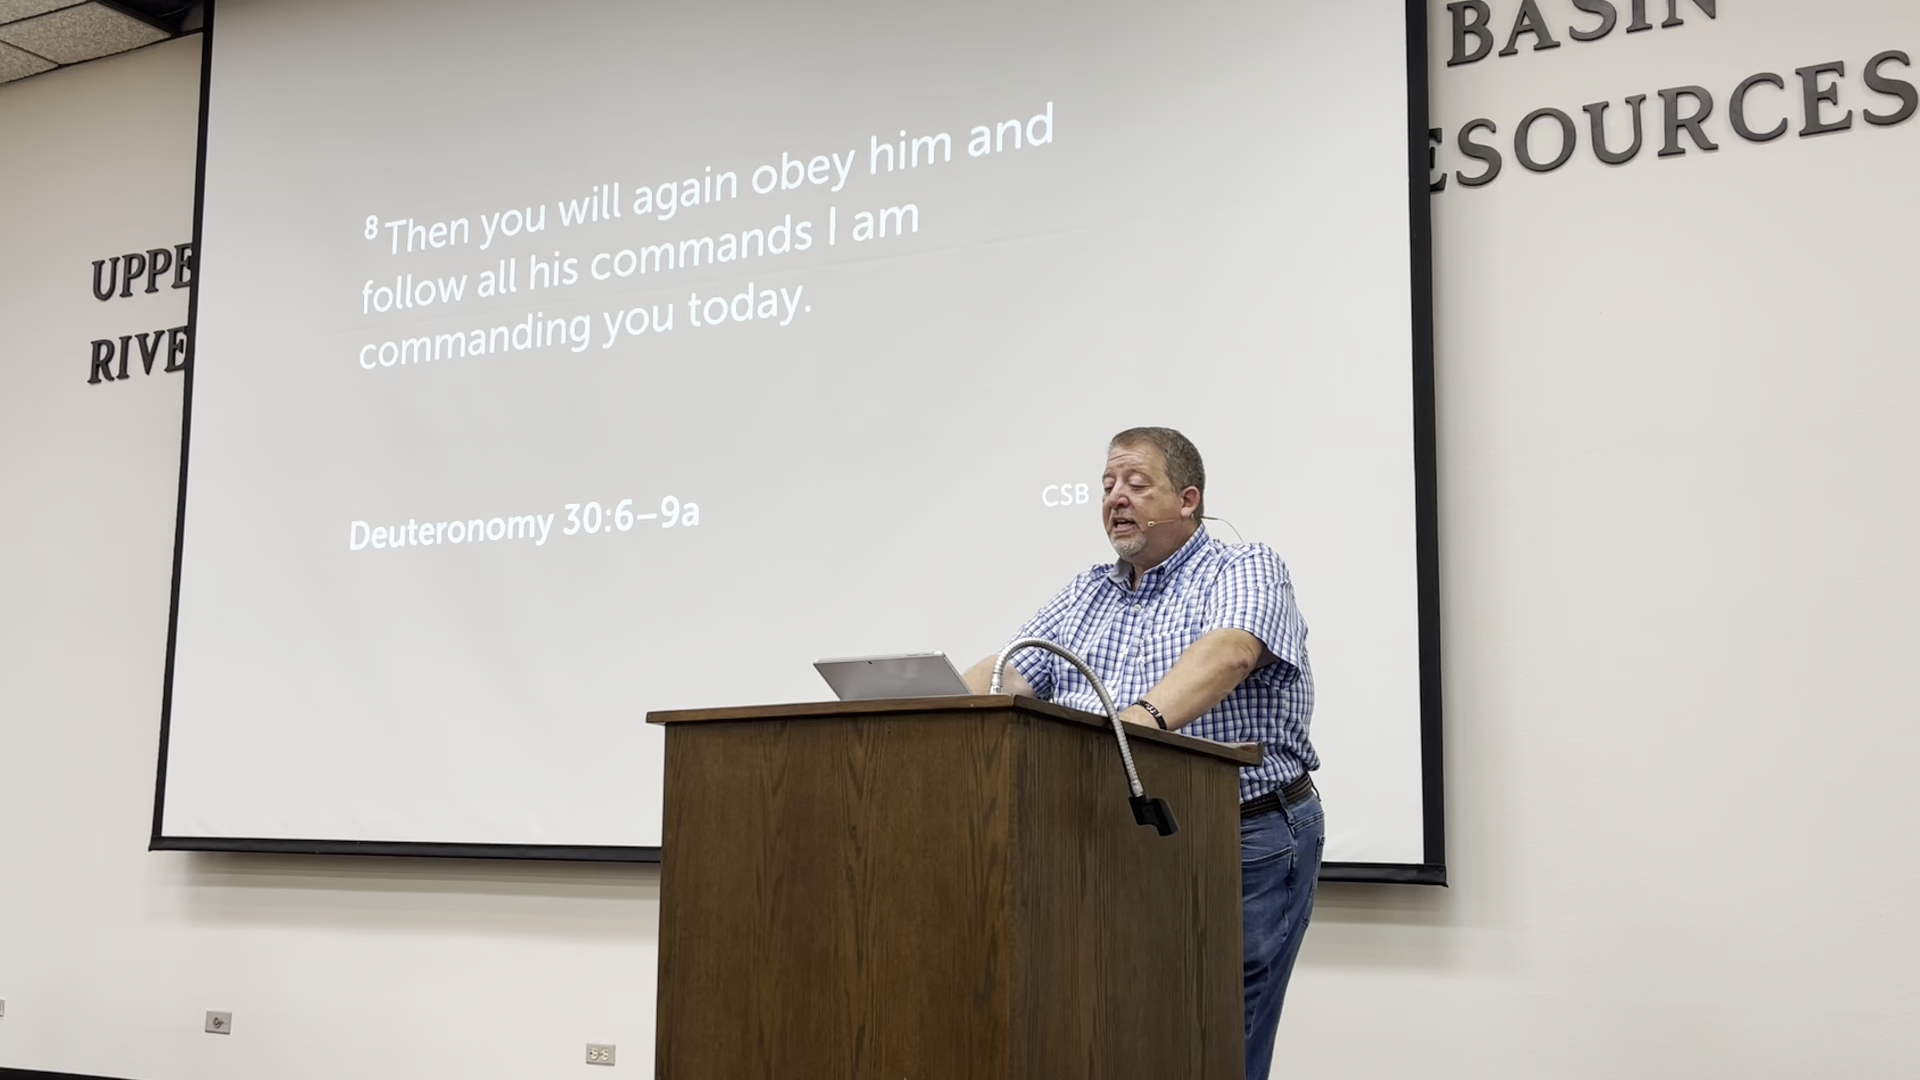 BASIN
ESOURCES
UPPE
RIVE
8 Then you will again obey him and
follow all his commands I am
commanding you today.
Deuteronomy 30:6–9a
CSB